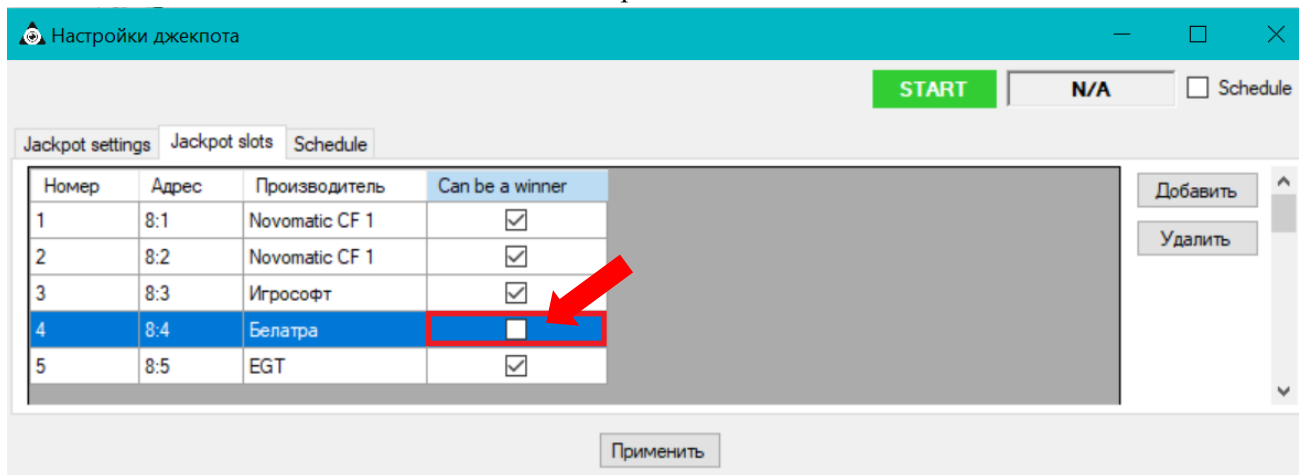 Настройки джекпота
START N/A Schedule
Jackpot settings Jackpot slots Schedule
Номер Адрес Производитель Can be a winner
Добавить
1 8:1 Novomatic CF 1
Удалить
2 8:2 Novomatic CF 1
3 8:3 Игрософт
4 8:4 Белатра
5 8:5 EGT
Применить